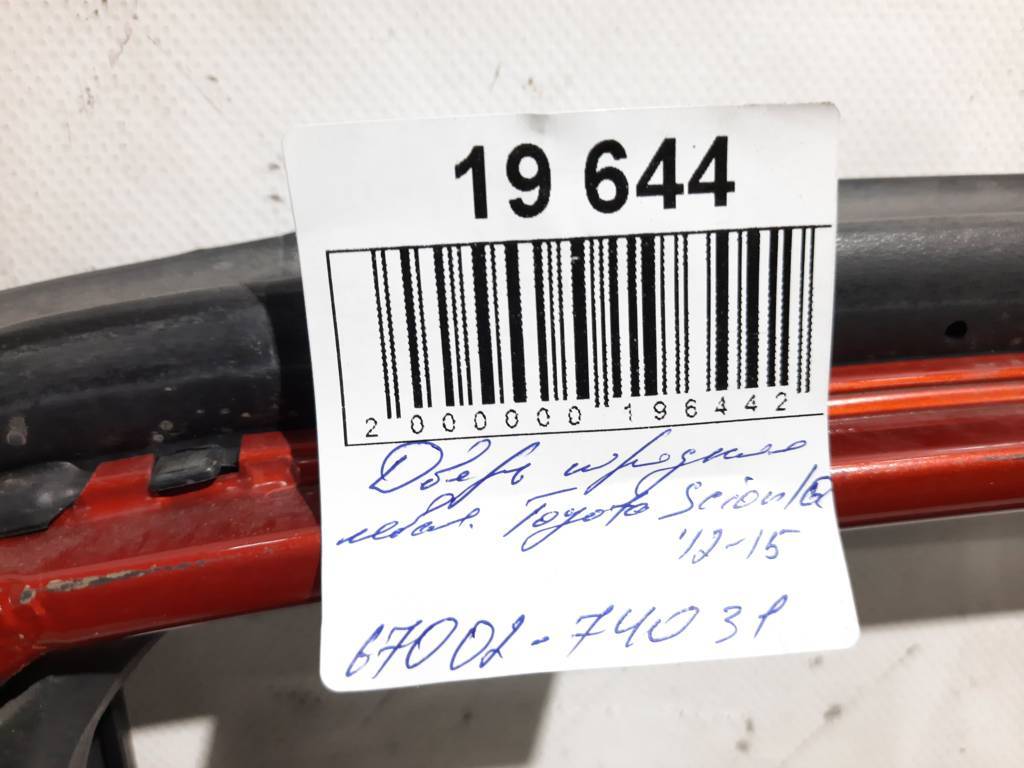 19 644
2 000000 196442
Дверь передняя
левая. Toyota Scion/iQ
'12-15
67002-74031